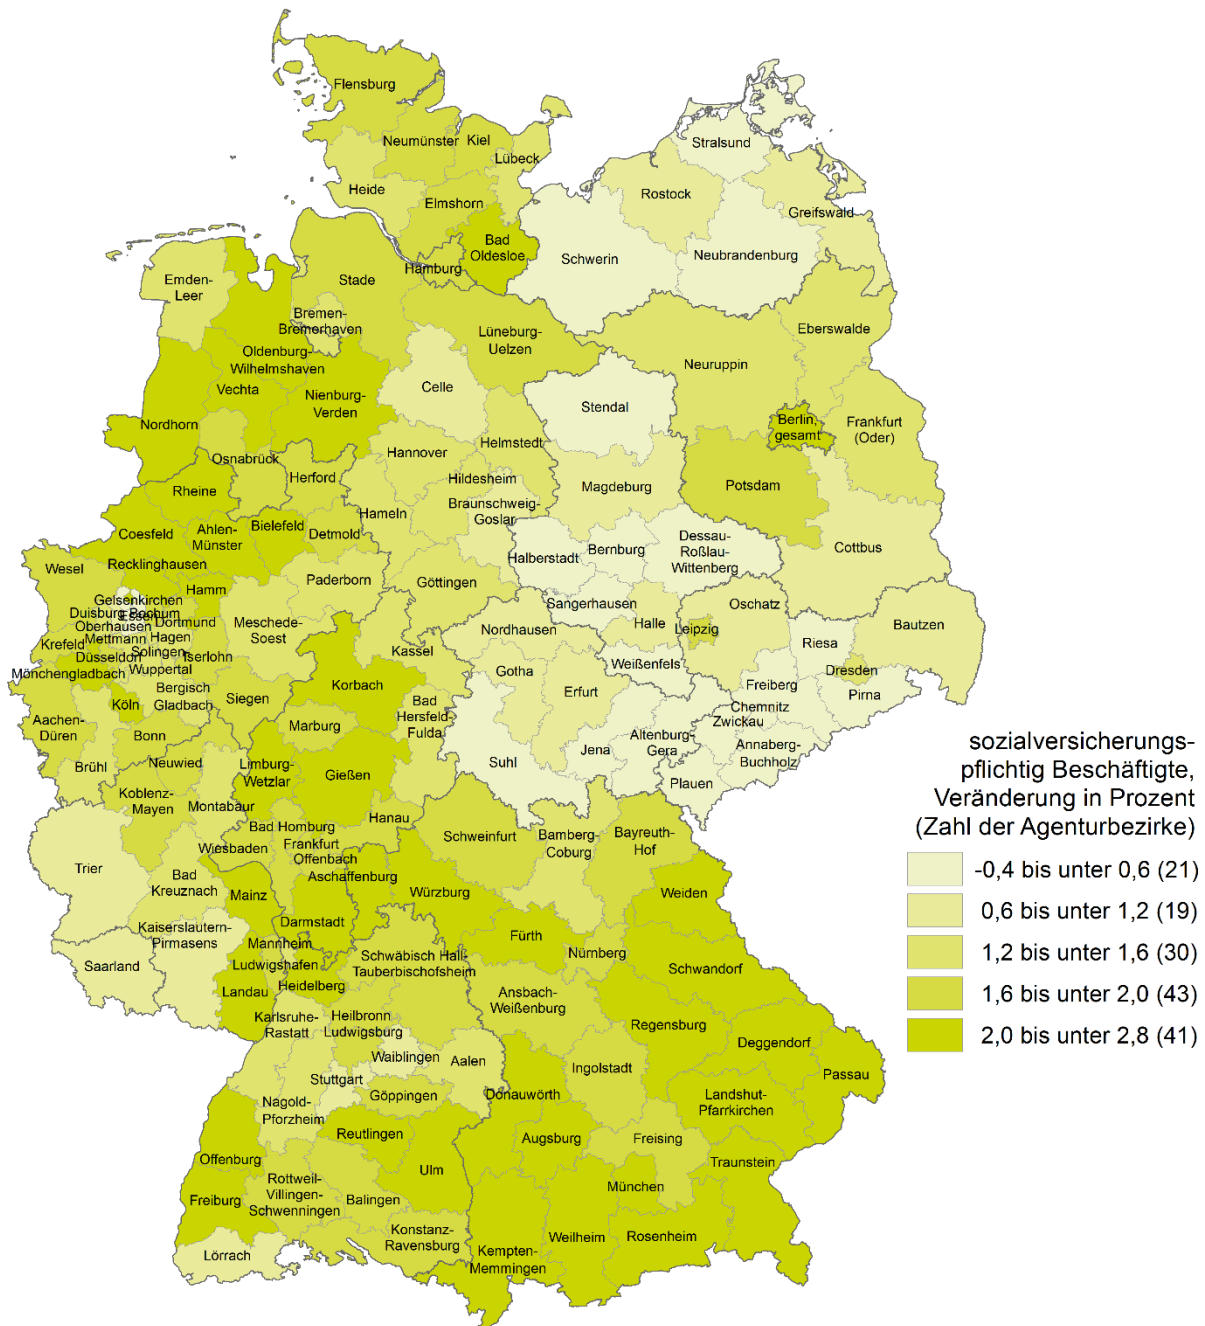 Flensburg
Neumünster
Kiel
Lübeck
Heide
Elmshorn
Bad
Oldesloe
Hamburg
Stralsund
Rostock
Greifswald
Schwerin
Neubrandenburg
Emden-
Leer
Stade
Bremen-
Bremerhaven
Oldenburg-
Wilhelmshaven
Vechta
Nienburg-
Verden
Nordhorn
Osnabrück
Lüneburg-
Uelzen
Celle
Eberswalde
Neuruppin
Stendal
Berlin,
gesamt
Frankfurt
(Oder)
Hannover
Helmstedt
Hildesheim
Braunschweig-
Goslar
Hameln
Magdeburg
Potsdam
Cottbus
Rheine
Herford
Coesfeld
Ahlen-
Münster
Bielefeld
Detmold
Recklinghausen
Wesel
Hamm
Paderborn
Göttingen
Halberstadt
Bernburg
Dessau-
Roßlau-
Wittenberg
Sangerhausen
Nordhausen
Halle
Leipzig
Oschatz
Bautzen
Riesa
Dresden
Pirna
Freiberg
Weißenfels
Gelsenkirchen
Duisburg
Bochum
Essen
Oberhausen
Dortmund
Mettmann
Hagen
Krefeld
Solingen
Düsseldorf
Iserlohn
Mönchengladbach
Wuppertal
Meschede-
Soest
Kassel
Gotha
Erfurt
Chemnitz
Zwickau
Altenburg-
Gera
Annaberg-
Buchholz
Jena
Plauen
Suhl
Korbach
Bergisch
Gladbach
Siegen
Köln
Aachen-
Düren
Bonn
Marburg
Bad
Hersfeld-
Fulda
Brühl
Neuwied
Limburg-
Wetzlar
Gießen
Koblenz-
Mayen
Montabaur
Hanau
Schweinfurt
Bamberg-
Coburg
Bayreuth-
Hof
Bad Homburg
Wiesbaden
Frankfurt
Offenbach
Aschaffenburg
Trier
Bad
Kreuznach
Mainz
Würzburg
Weiden
Darmstadt
Kaiserslautern-
Pirmasens
Mannheim
Ludwigshafen
Fürth
Nürnberg
Schwandorf
Saarland
Landau
Heidelberg
Schwäbisch Hall-
Tauberbischofsheim
Ansbach-
Weißenburg
Karlsruhe-
Rastatt
Heilbronn
Ludwigsburg
Regensburg
Deggendorf
Passau
Waiblingen
Aalen
Ingolstadt
Stuttgart
Göppingen
Donauwörth
Landshut-
Pfarrkirchen
Nagold-
Pforzheim
Reutlingen
Augsburg
Freising
Offenburg
Ulm
Traunstein
Freiburg
Rottweil-
Villingen-
Schwenningen
Balingen
München
Konstanz-
Ravensburg
Weilheim
Rosenheim
Lörrach
Kempten-
Memmingen
sozialversicherungs-
pflichtig Beschäftigte,
Veränderung in Prozent
(Zahl der Agenturbezirke)
-0,4 bis unter 0,6 (21)
0,6 bis unter 1,2 (19)
1,2 bis unter 1,6 (30)
1,6 bis unter 2,0 (43)
2,0 bis unter 2,8 (41)